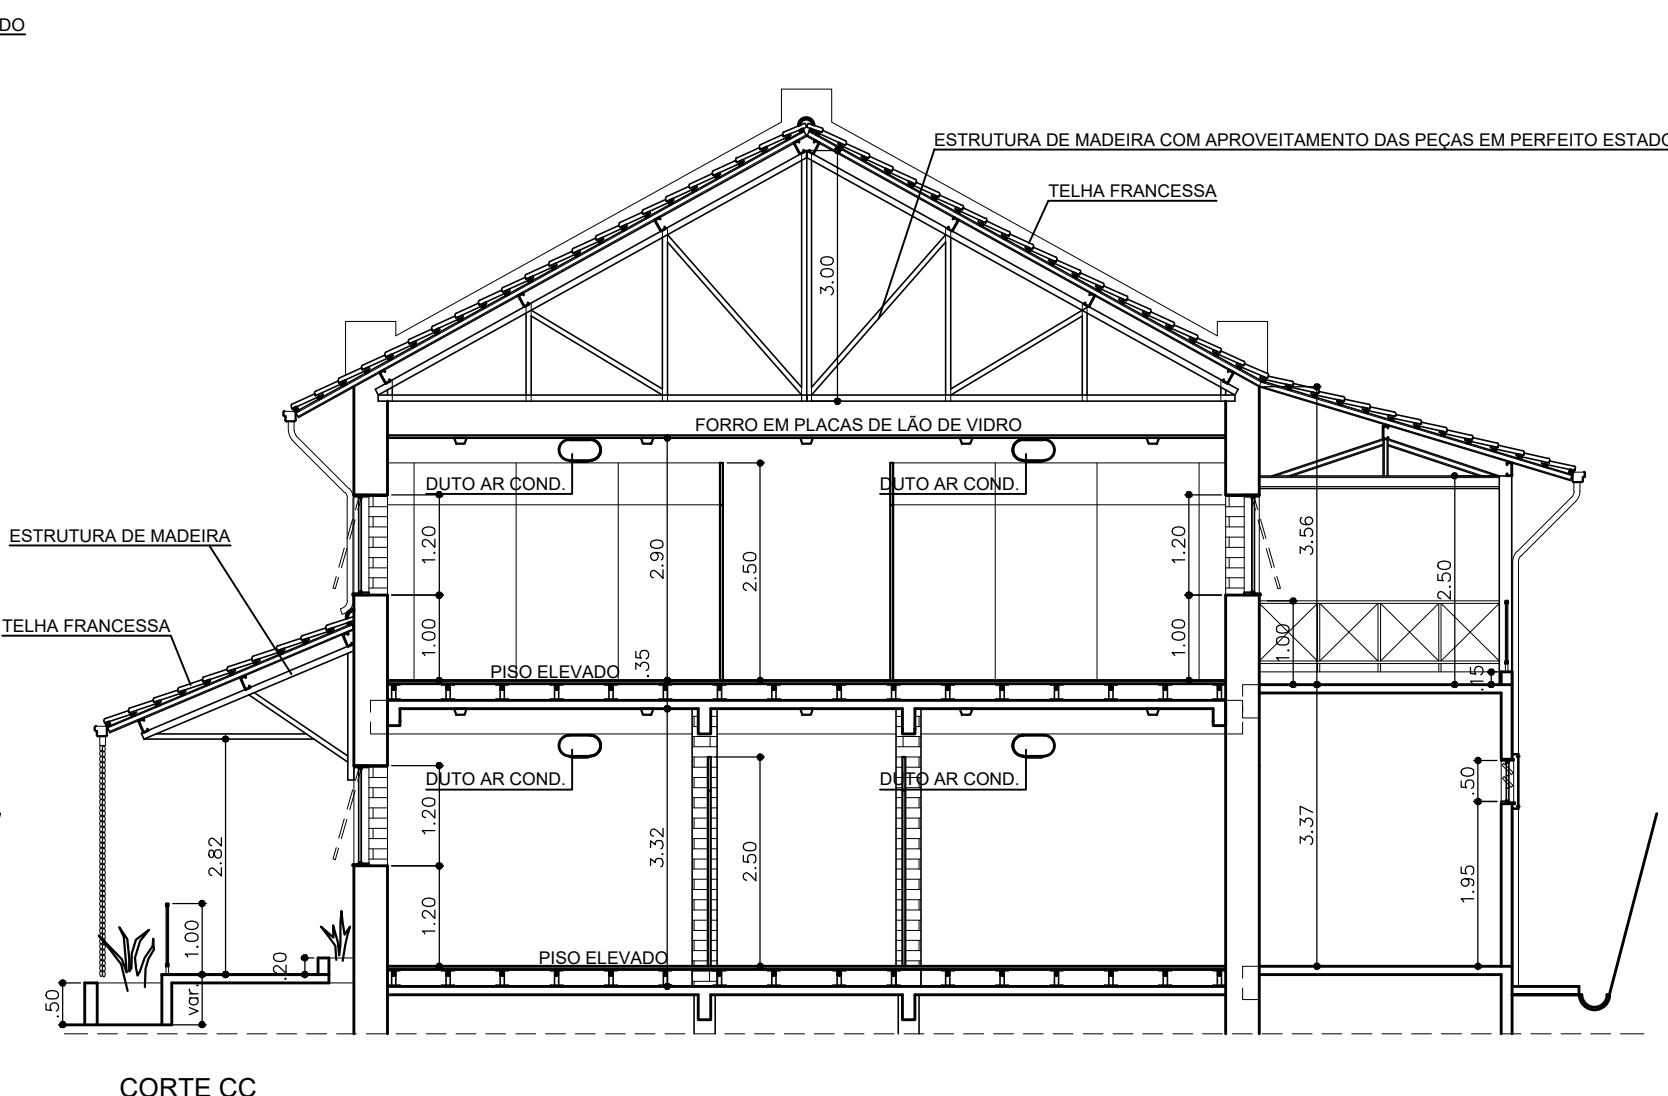 DO
ESTRUTURA DE MADEIRA COM APROVEITAMENTO DAS PEÇAS EM PERFEITO ESTADO
TELHA FRANCESSA
3.00
FORRO EM PLACAS DE LÃO DE VIDRO
DUTO AR COND.
DUTO AR COND.
ESTRUTURA DE MADEIRA
1.20
2.90
2.50
1.20
3.56
2.50
TELHA FRANCESSA
1.00
1.00
1.00
PISO ELEVADO
.35
.15
DUTO AR COND.
DUTO AR COND.
.50
1.20
2.82
3.32
2.50
3.37
1.95
1.00
1.20
PISO ELEVADO
.20
.50
var.
CORTE CC